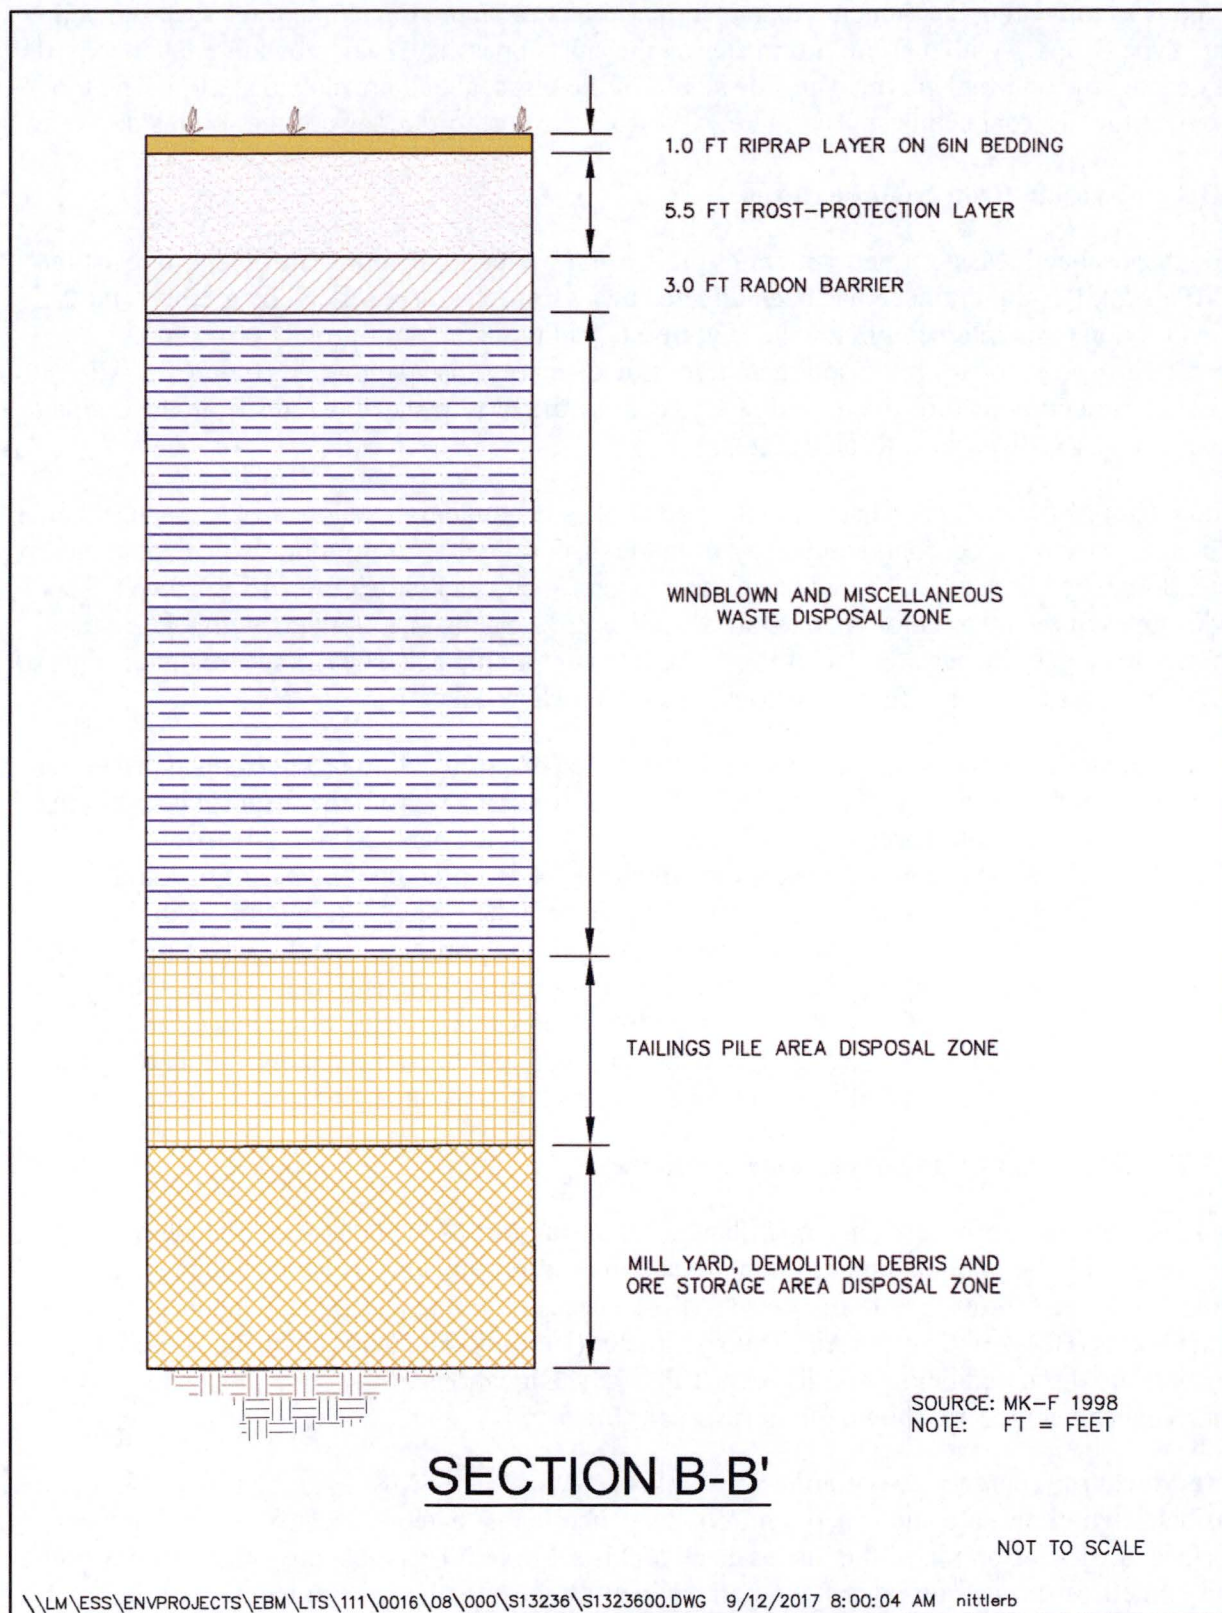 1.0 FT RIPRAP LAYER ON 6IN BEDDING
5.5 FT FROST-PROTECTION LAYER
3.0 FT RADON BARRIER
WINDBLOWN AND MISCELLANEOUS
WASTE DISPOSAL ZONE
TAILINGS PILE AREA DISPOSAL ZONE
MILL YARD, DEMOLITION DEBRIS AND
ORE STORAGE AREA DISPOSAL ZONE
SOURCE: MK-F 1998
NOTE: FT = FEET
SECTION B-B'
NOT TO SCALE
\\LM\ESS\ENVPROJECTS\EBM\LTS\111\0016\08\000\S13236\S1323600.DWG 9/12/2017 8:00:04 AM nittlerb